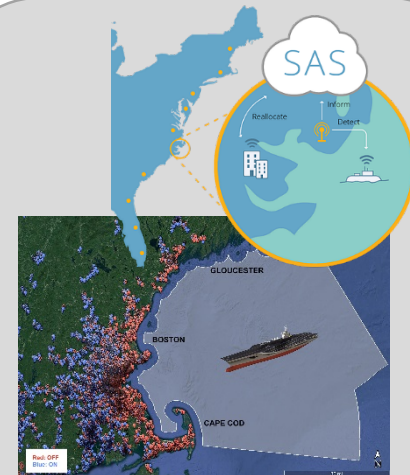 SAS
Inform
Reallocate
Detect
GLOUCESTER
BOSTON
CAPE COD
Red: OFF
Blue: ON
N